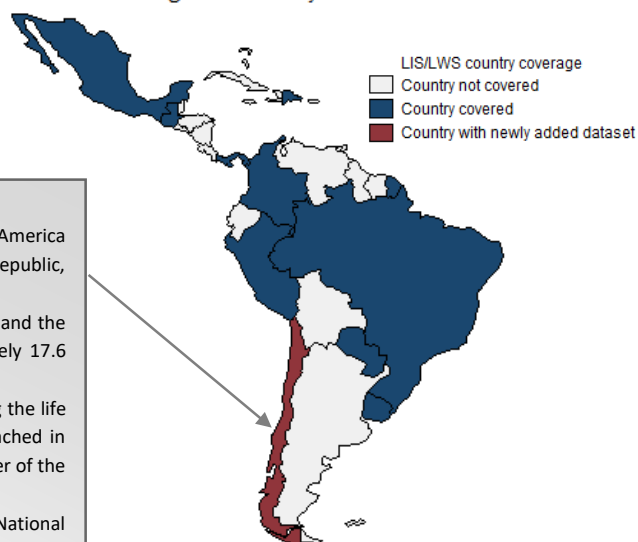 LIS/LWS country coverage
Country not covered
Country covered
Country with newly added dataset
America
epublic,
and the
ely 17.6
g the life
ched in
er of the
National